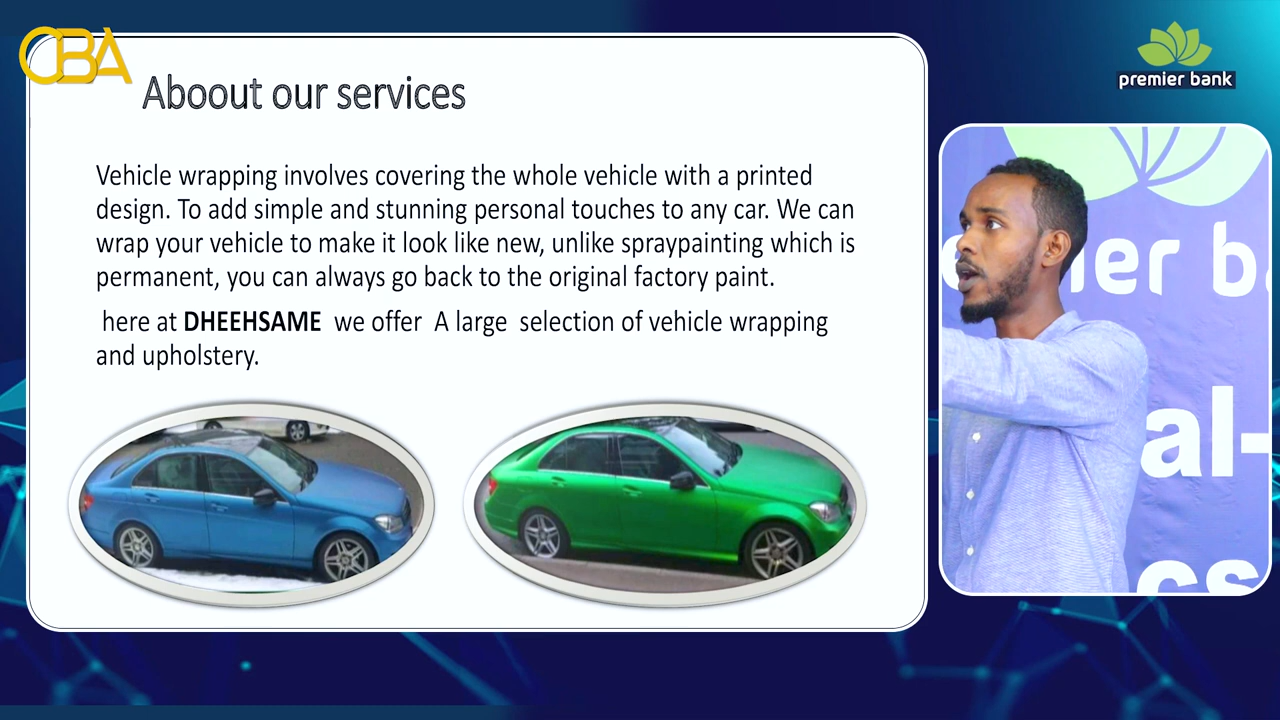 CBA
Aboout our services
premier bank
Vehicle wrapping involves covering the whole vehicle with a printed
design. To add simple and stunning personal touches to any car. We can
wrap your vehicle to make it look like new, unlike spraypainting which is
permanent, you can always go back to the original factory paint.
here at DHEEHSAME we offer A large selection of vehicle wrapping
and upholstery.